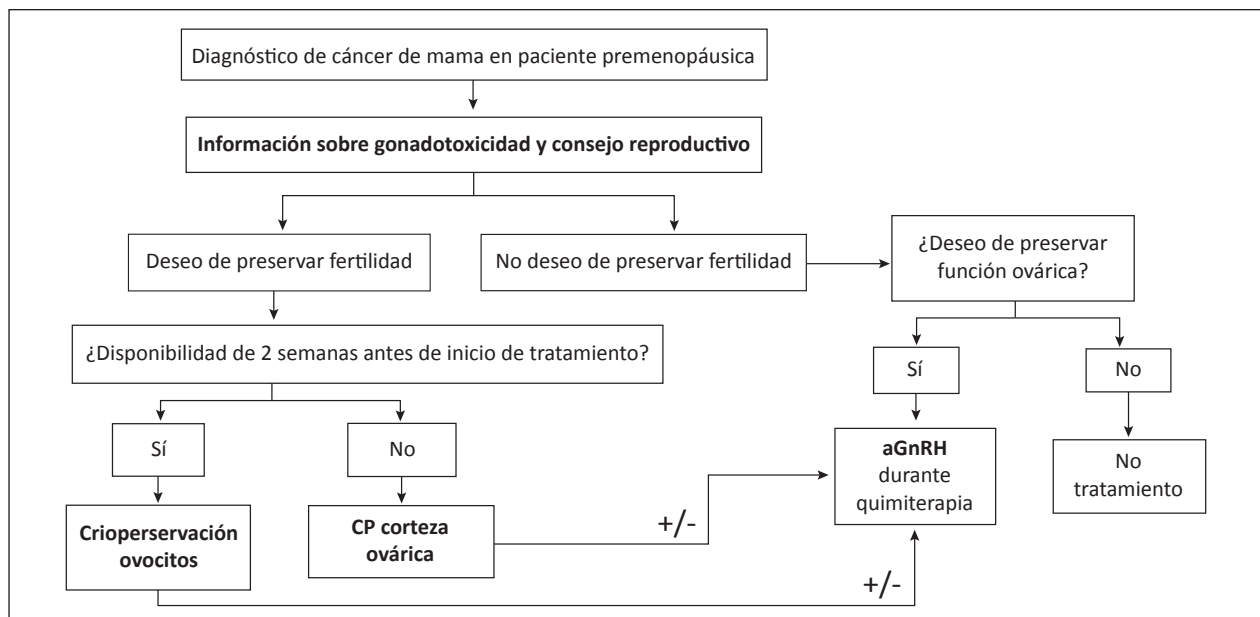 Diagnóstico de cáncer de mama en paciente premenopáusica
Información sobre gonadotoxicidad y consejo reproductivo
Deseo de preservar fertilidad
No deseo de preservar fertilidad
¿Deseo de preservar
función ovárica?
¿Disponibilidad de 2 semanas antes de inicio de tratamiento?
Sí
No
Sí
No
Crioperservación
ovocitos
CP corteza
ovárica
+/-
aGnRH
durante
quimiterapia
No
tratamiento
+/-